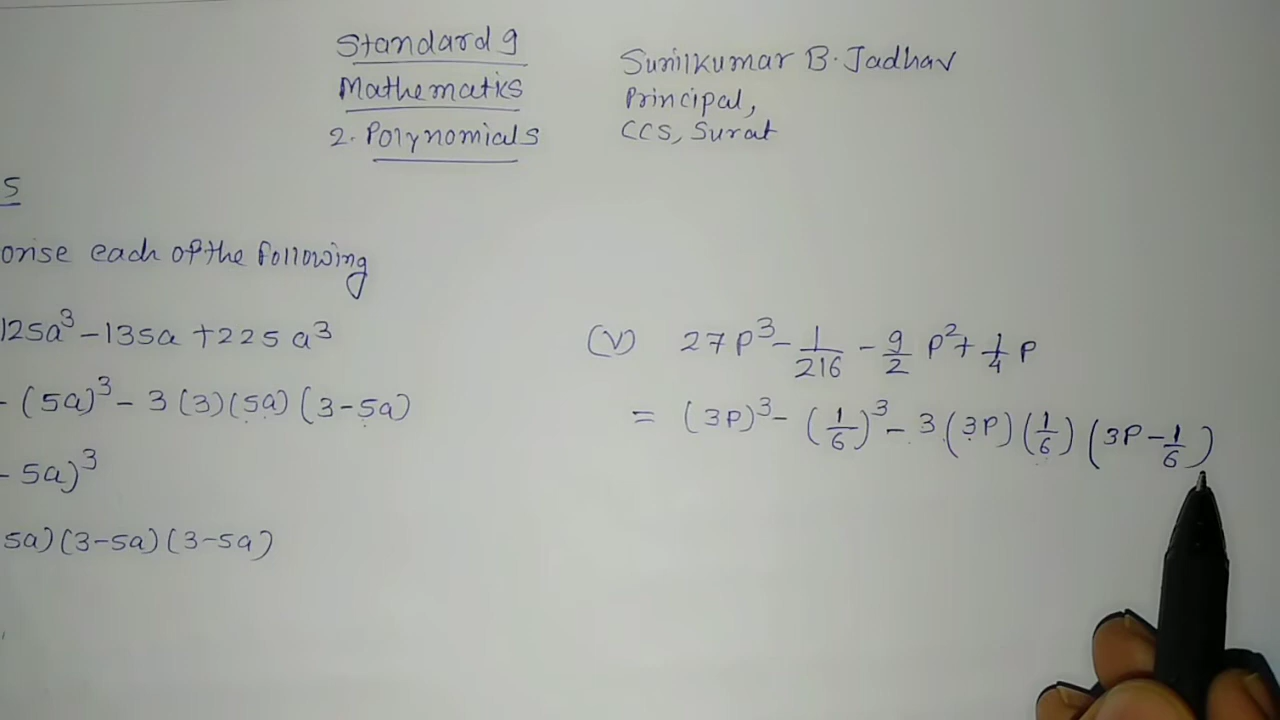 Standard 9
Mathematics
2. Polynomials
Sunilkumar B. Jadhav
Principal,
CCS, Surat
5
orise each of the following
125a³ - 135a + 225a³
- (5a)³ - 3(3)(5a)(3-5a)
- 5a)³
5a)(3-5a)(3-5a)
(V) 27p³ - 1/216 - 9/2 p² + 1/4 p
= (3p)³ - (1/6)³ - 3(3p)(1/6)(3p - 1/6)